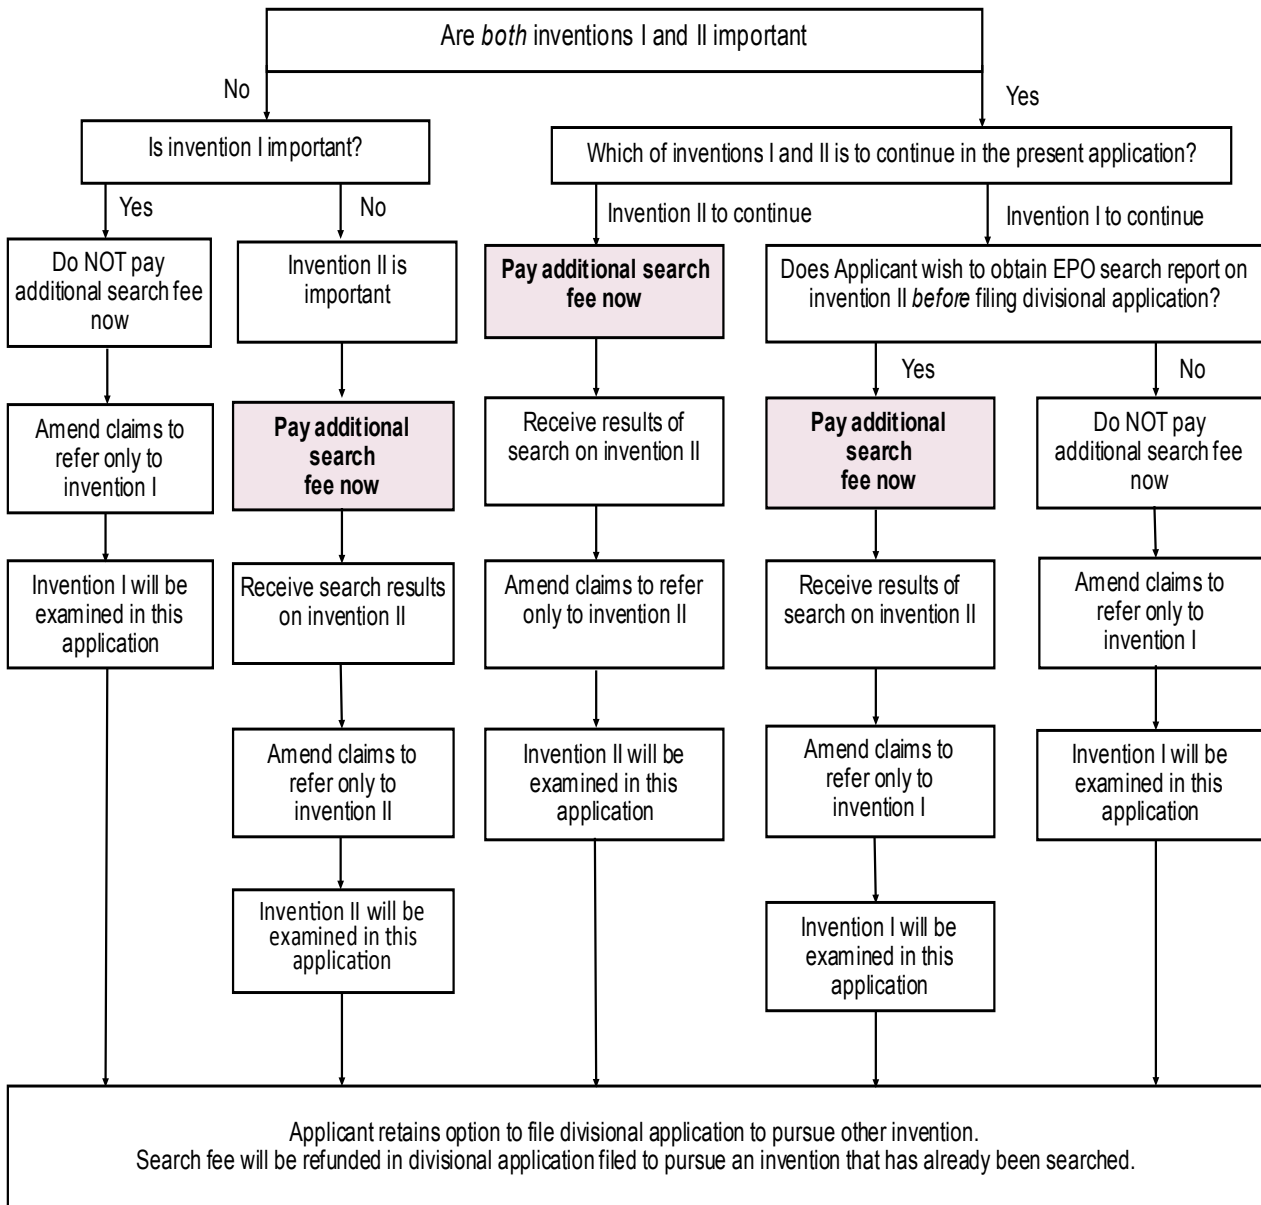 Are both inventions I and II important
No
Yes
Is invention I important?
Which of inventions I and II is to continue in the present application?
Yes
No
Invention II to continue
Invention I to continue
Do NOT pay
additional search fee
now
Invention II is
important
Pay additional search
fee now
Does Applicant wish to obtain EPO search report on
invention II before filing divisional application?
Yes
No
Amend claims to
refer only to
invention I
Pay additional
search
fee now
Receive results of
search on invention II
Pay additional
search
fee now
Do NOT pay
additional search fee
now
Invention I will be
examined in this
application
Receive search results
on invention II
Amend claims to refer
only to invention II
Receive results of
search on invention II
Amend claims to
refer only to
invention I
Amend claims to
refer only to
invention II
Invention II will be
examined in this
application
Amend claims to
refer only to
invention I
Invention I will be
examined in this
application
Invention II will be
examined in this
application
Invention I will be
examined in this
application
Applicant retains option to file divisional application to pursue other invention.
Search fee will be refunded in divisional application filed to pursue an invention that has already been searched.